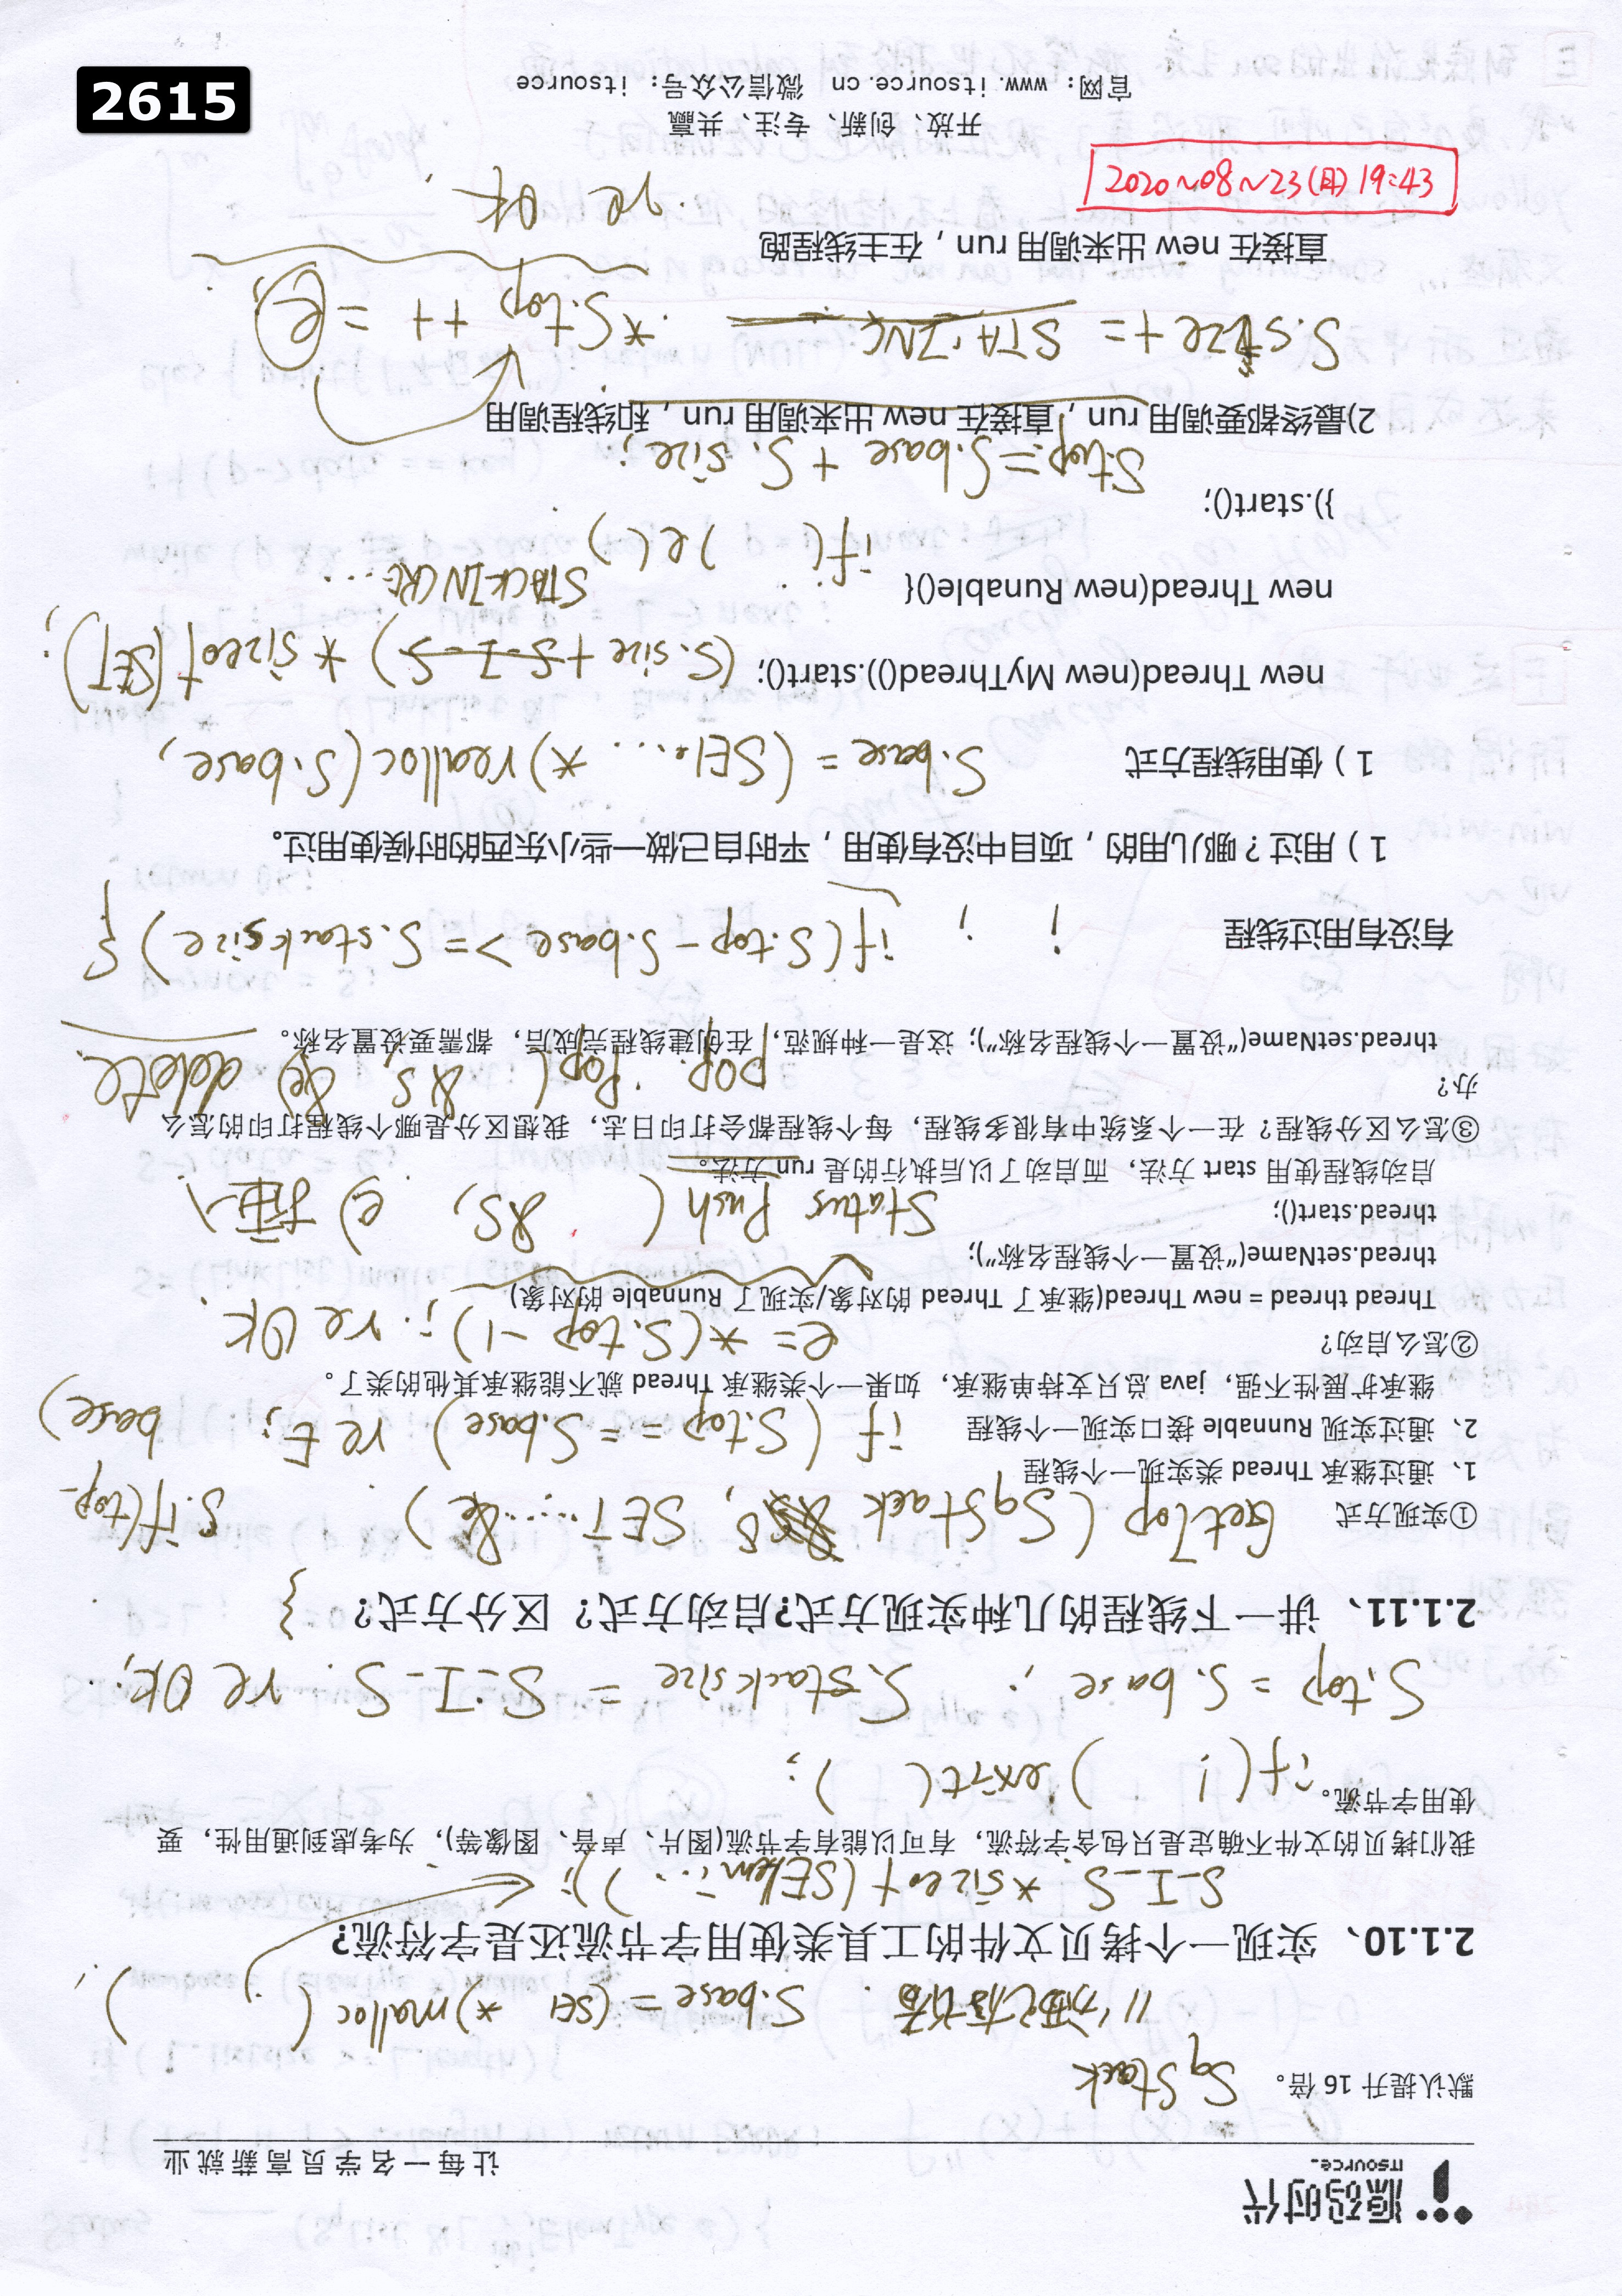 源码时代
ITSOURCE
让每一名学员高薪就业
默认提升 16 倍。
SqStack
S.base = (SEl *) malloc ( )
2.1.10、 实现一个拷贝文件的工具类使用字节流还是字符流?
S_I_S * sizeof (SElem... );
我们拷贝的文件不确定是只包含字符流, 有可以能有字节流(图片、声音、图像等), 为考虑到通用性, 要
使用字节流。
if( ! ) exit( );
S.top = S.base ; S.stacksize = S_I_S. re OK;
2.1.11、 讲一下线程的几种实现方式?启动方式? 区分方式?
}
①实现方式
GetTop (SqStack S, SET..... &e)
1、 通过继承 Thread 类实现一个线程
2、 通过实现 Runnable 接口实现一个线程
if (S.top == S.base) re E;
继承扩展性不强, java 总只支持单继承, 如果一个类继承 Thread 就不能继承其他的类了。
②怎么启动?
e = *(S.top - 1) ; re OK.
Thread thread = new Thread(继承了 Thread 的对象/实现了 Runnable 的对象)
thread.setName("设置一个线程名称");
thread.start();
Status Push ( &S, e) 插入
启动线程使用 start 方法, 而启动了以后执行的是 run 方法。
③怎么区分线程? 在一个系统中有很多线程, 每个线程都会打印日志, 我想区分是哪个线程打印的怎么
办?
pop. Pop( &S, &e) delete.
thread.setName("设置一个线程名称"); 这是一种规范, 在创建线程完成后, 都需要设置名称。
有没有用过线程
if (S.top - S.base >= S.stacksize) {
1 ) 用过？哪儿用的，项目中没有使用，平时自己做一些小东西的时候使用过。
1 ) 使用线程方式
S.base = (SEl... *) realloc (S.base,
new Thread(new MyThread()).start();
(S.size + S_I_S) * sizeof (SET) ;
STACKINCRE...
new Thread(new Runable(){
if( ) e( )
}).start();
S.top = S.base + S.size;
2)最终都要调用 run，直接在 new 出来调用 run，和线程调用
S.size += STA.INC
*S.top ++ = e;
直接在 new 出来调用 run，在主线程跑
re OK.
开放、创新、专注、共赢
官网: www.itsource.cn 微信公众号: itsource
2020~08~23(日) 19:43
2615